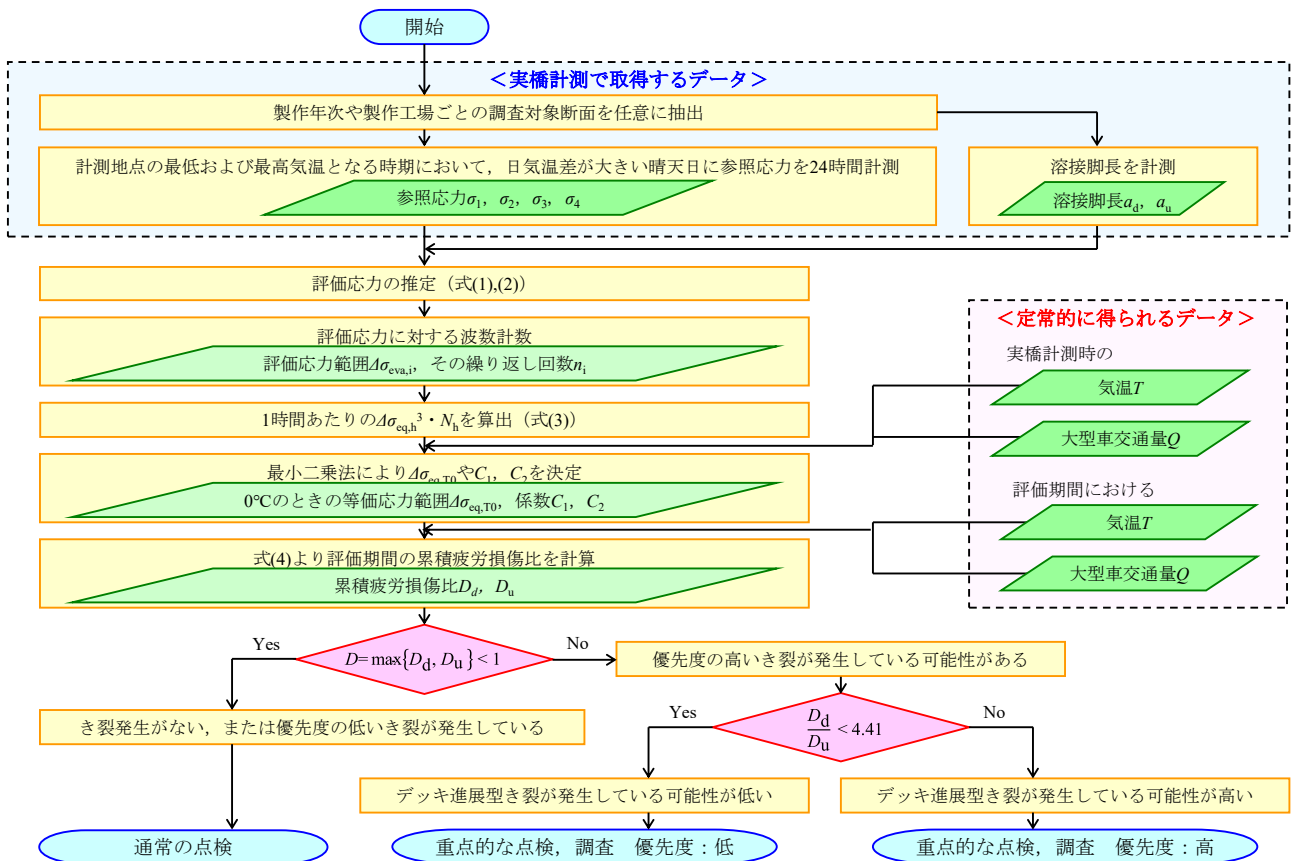 開始
＜実橋計測で取得するデータ＞
製作年次や製作工場ごとの調査対象断面を任意に抽出
計測地点の最低および最高気温となる時期において，日気温差が大きい晴天日に参照応力を24時間計測
参照応力σ1，σ2，σ3，σ4
溶接脚長を計測
溶接脚長ad，au
評価応力の推定（式(1),(2)）
評価応力に対する波数計数
評価応力範囲Δσeva,i，その繰り返し回数ni
1時間あたりのΔσeq,h³・Nhを算出（式(3)）
＜定常的に得られるデータ＞
実橋計測時の
気温T
大型車交通量Q
最小二乗法によりΔσeq,T0やC1，C2を決定
0℃のときの等価応力範囲Δσeq,T0，係数C1，C2
評価期間における
気温T
大型車交通量Q
式(4)より評価期間の累積疲労損傷比を計算
累積疲労損傷比Dd，Du
D=max{Dd, Du}<1
Yes
No
優先度の高いき裂が発生している可能性がある
き裂発生がない，または優先度の低いき裂が発生している
Dd/Du<4.41
Yes
No
デッキ進展型き裂が発生している可能性が低い
デッキ進展型き裂が発生している可能性が高い
通常の点検
重点的な点検，調査　優先度：低
重点的な点検，調査　優先度：高